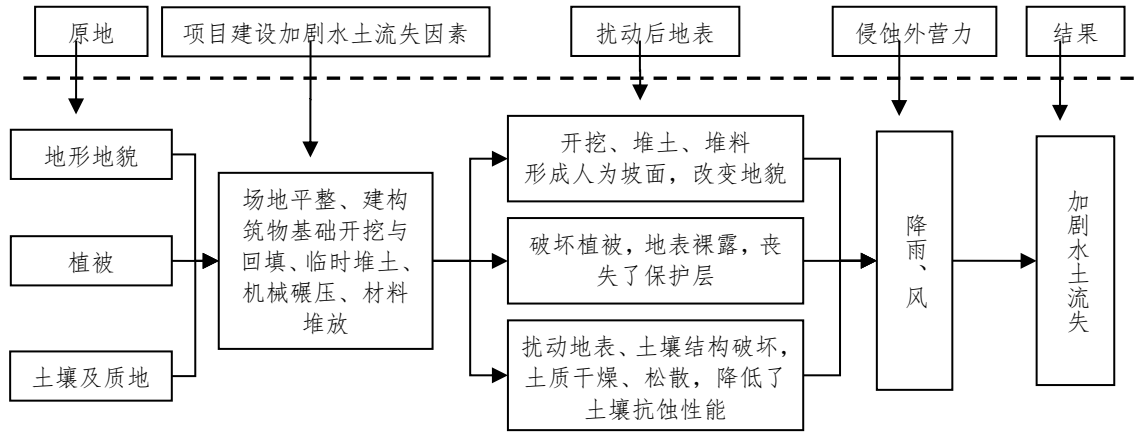 原地
项目建设加剧水土流失因素
扰动后地表
侵蚀外营力
结果
地形地貌
植被
土壤及质地
场地平整、建构
筑物基础开挖与
回填、临时堆土、
机械碾压、材料
堆放
开挖、堆土、堆料
形成人为坡面，改变地貌
破坏植被，地表裸露，丧
失了保护层
扰动地表、土壤结构破坏，
土质干燥、松散，降低了
土壤抗蚀性能
降雨、风
加剧水土流失